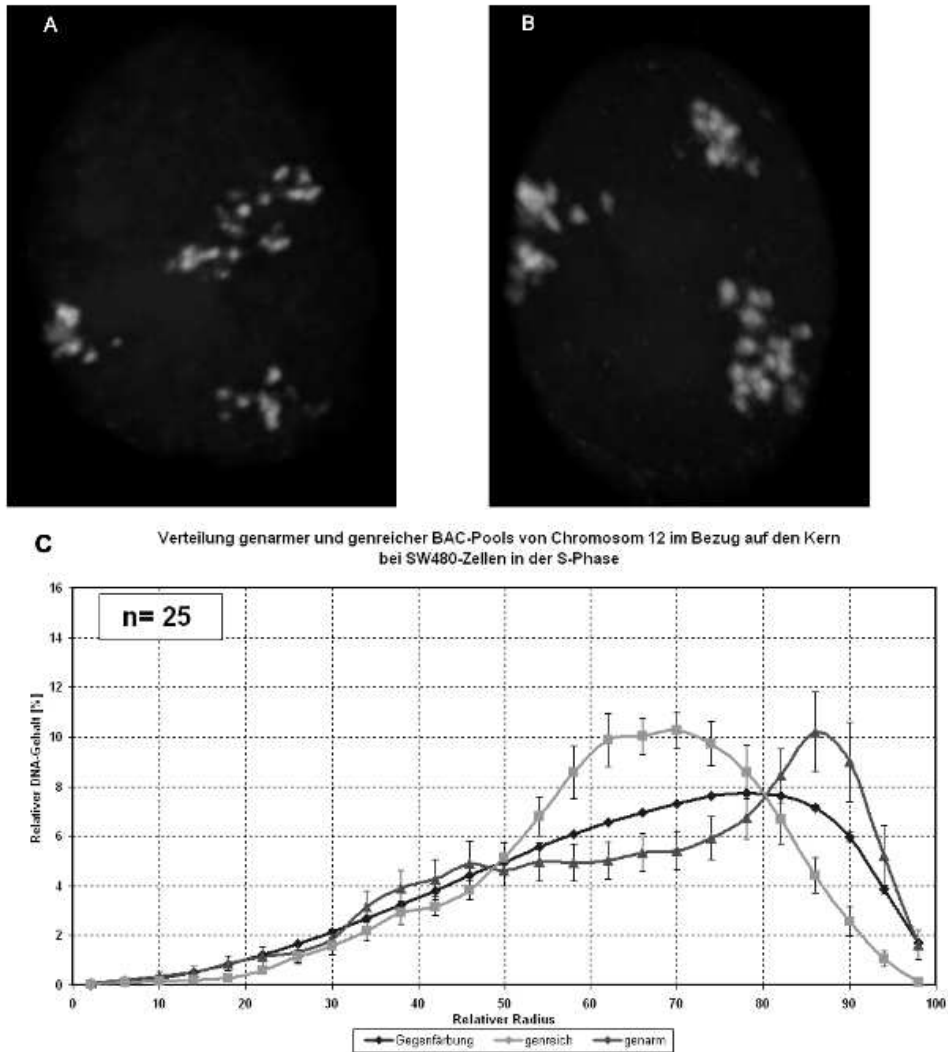 A
B
C
Verteilung genarmer und genreicher BAC-Pools von Chromosom 12 im Bezug auf den Kern
bei SW480-Zellen in der S-Phase
n= 25
16
14
12
10
8
6
4
2
0
Relativer DNA-Gehalt [%]
0 10 20 30 40 50 60 70 80 90 100
Relativer Radius
Gegenfärbung genreich genarm